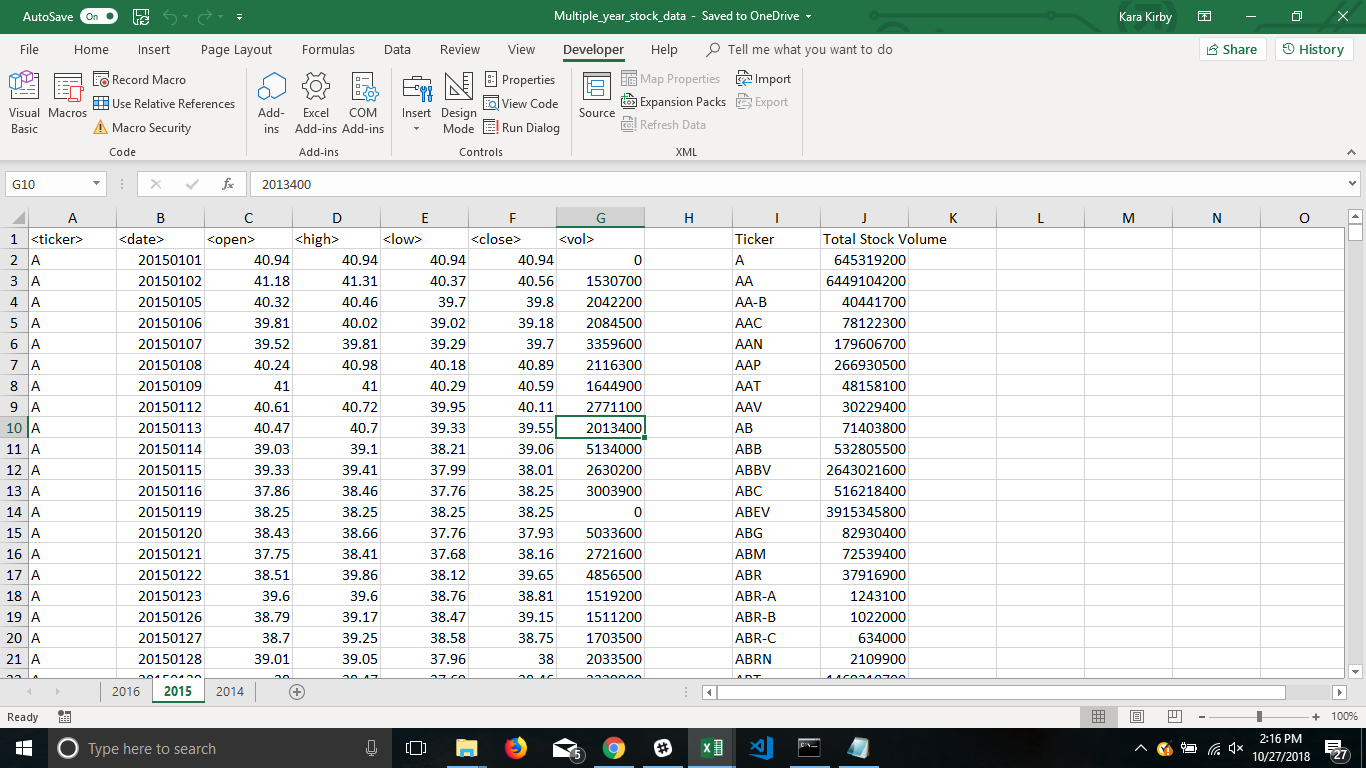 AutoSave On Multiple_year_stock_data - Saved to OneDrive Kara Kirby
File Home Insert Page Layout Formulas Data Review View Developer Help Tell me what you want to do Share History
Visual Basic
Macros
Record Macro
Use Relative References
Macro Security
Code
Add-ins
Excel Add-ins
COM Add-ins
Add-ins
Insert
Design Mode
Properties
View Code
Run Dialog
Controls
Source
Map Properties
Expansion Packs
Refresh Data
Import
Export
XML
G10 fx 2013400
A B C D E F G H I J K L M N O
1 <ticker> <date> <open> <high> <low> <close> <vol> Ticker Total Stock Volume
2 A 20150101 40.94 40.94 40.94 40.94 0 A 645319200
3 A 20150102 41.18 41.31 40.37 40.56 1530700 AA 6449104200
4 A 20150105 40.32 40.46 39.7 39.8 2042200 AA-B 40441700
5 A 20150106 39.81 40.02 39.02 39.18 2084500 AAC 78122300
6 A 20150107 39.52 39.81 39.29 39.7 3359600 AAN 179606700
7 A 20150108 40.24 40.98 40.18 40.89 2116300 AAP 266930500
8 A 20150109 41 41 40.29 40.59 1644900 AAT 48158100
9 A 20150112 40.61 40.72 39.95 40.11 2771100 AAV 30229400
10 A 20150113 40.47 40.7 39.33 39.55 2013400 AB 71403800
11 A 20150114 39.03 39.1 38.21 39.06 5134000 ABB 532805500
12 A 20150115 39.33 39.41 37.99 38.01 2630200 ABBV 2643021600
13 A 20150116 37.86 38.46 37.76 38.25 3003900 ABC 516218400
14 A 20150119 38.25 38.25 38.25 38.25 0 ABEV 3915345800
15 A 20150120 38.43 38.66 37.76 37.93 5033600 ABG 82930400
16 A 20150121 37.75 38.41 37.68 38.16 2721600 ABM 72539400
17 A 20150122 38.51 39.86 38.12 39.65 4856500 ABR 37916900
18 A 20150123 39.6 39.6 38.76 38.81 1519200 ABR-A 1243100
19 A 20150126 38.79 39.17 38.47 39.15 1511200 ABR-B 1022000
20 A 20150127 38.7 39.25 38.58 38.75 1703500 ABR-C 634000
21 A 20150128 39.01 39.05 37.96 38 2033500 ABRN 2109900
2016 2015 2014
Ready 100%
Type here to search 5 2:16 PM
10/27/2018 27